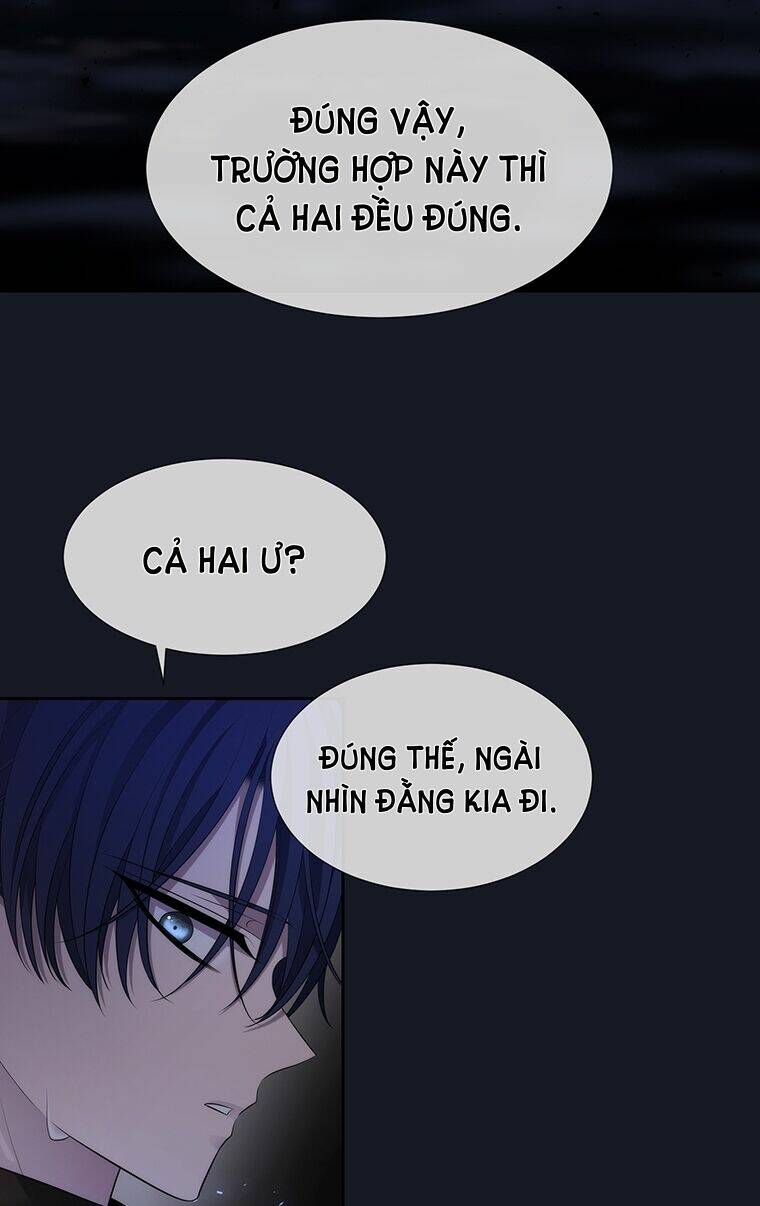 ĐÚNG VẬY,
TRƯỜNG HỢP NÀY THÌ
CẢ HAI ĐỀU ĐÚNG.
CẢ HAI Ư?
ĐÚNG THẾ, NGÀI
NHÌN ĐẰNG KIA ĐI.